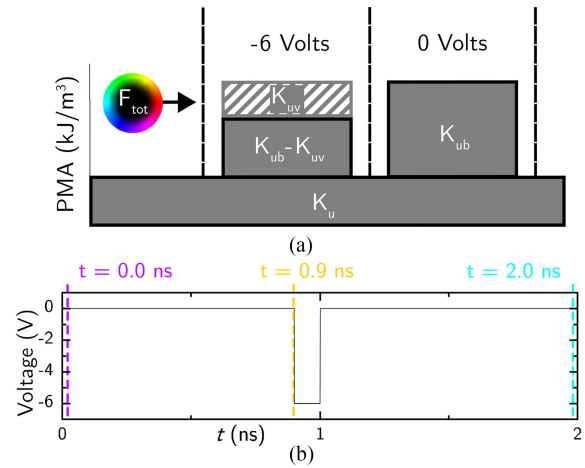 -6 Volts
0 Volts
PMA (kJ/m³)
F_tot
K_uv
K_ub-K_uv
K_ub
K_u
(a)
t = 0.0 ns
t = 0.9 ns
t = 2.0 ns
Voltage (V)
0
-2
-4
-6
0
1
2
t (ns)
(b)